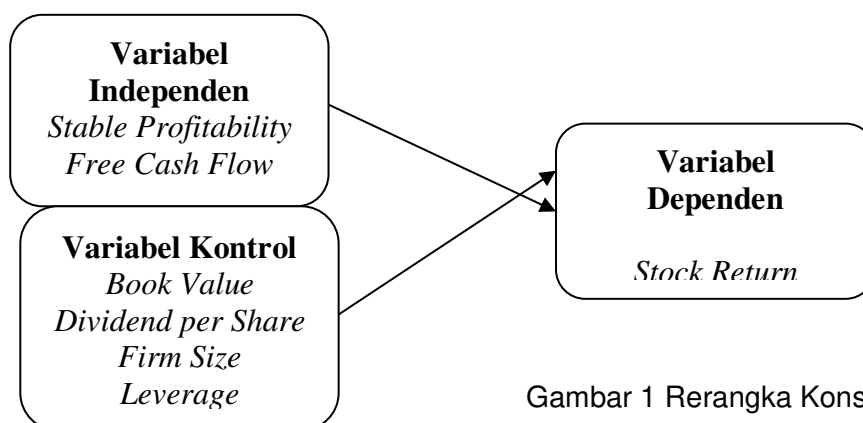 Variabel
Independen
Stable Profitability
Free Cash Flow
Variabel Kontrol
Book Value
Dividend per Share
Firm Size
Leverage
Variabel
Dependen
Stock Return
Gambar 1 Rerangka Kons